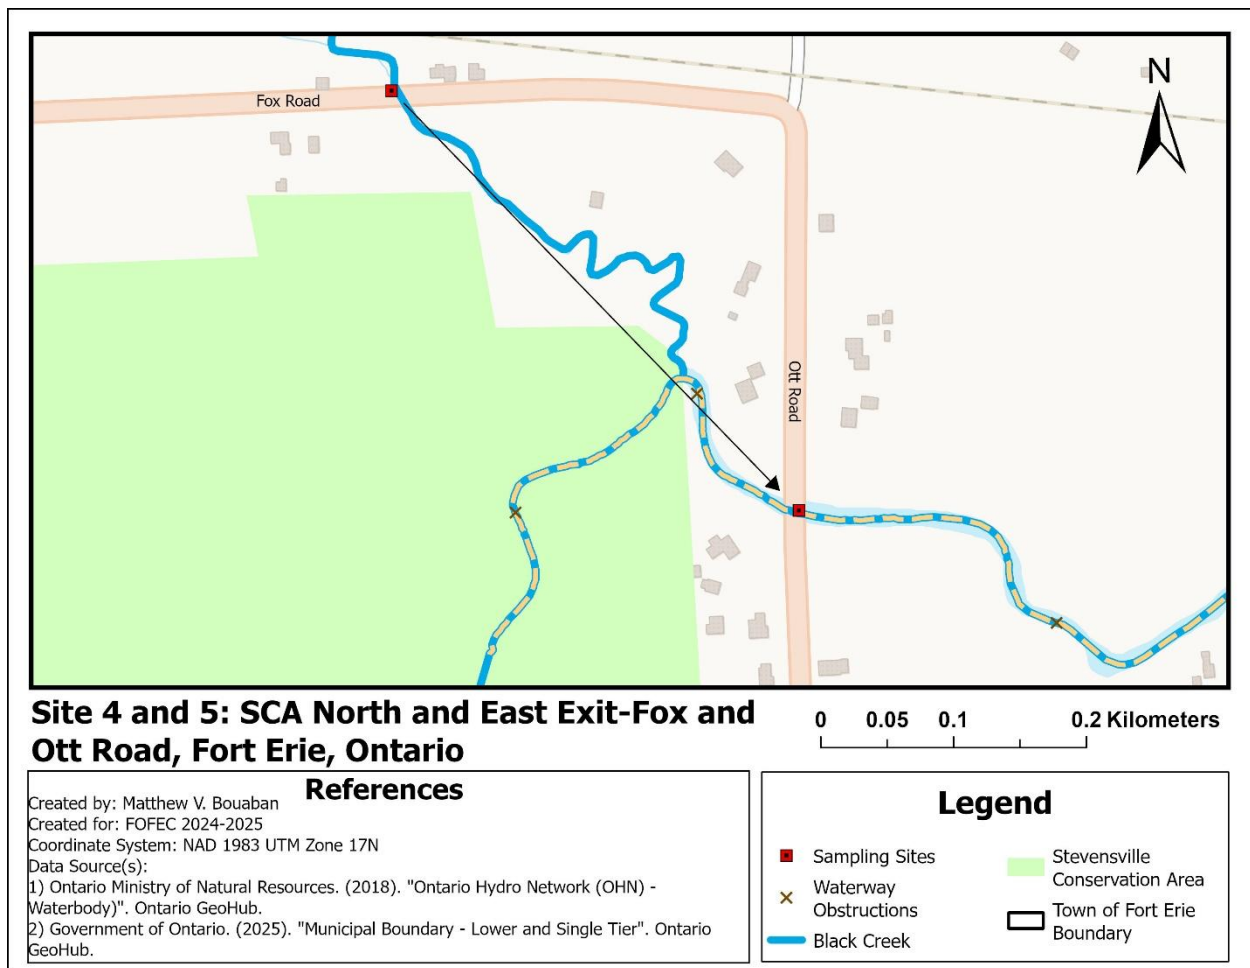 Fox Road
N
Ott Road
Site 4 and 5: SCA North and East Exit-Fox and
Ott Road, Fort Erie, Ontario
0 0.05 0.1 0.2 Kilometers
References
Created by: Matthew V. Bouaban
Created for: FOFEC 2024-2025
Coordinate System: NAD 1983 UTM Zone 17N
Data Source(s):
1) Ontario Ministry of Natural Resources. (2018). "Ontario Hydro Network (OHN) -
Waterbody)". Ontario GeoHub.
2) Government of Ontario. (2025). "Municipal Boundary - Lower and Single Tier". Ontario
GeoHub.
Legend
Sampling Sites
Waterway
Obstructions
Black Creek
Stevensville
Conservation Area
Town of Fort Erie
Boundary